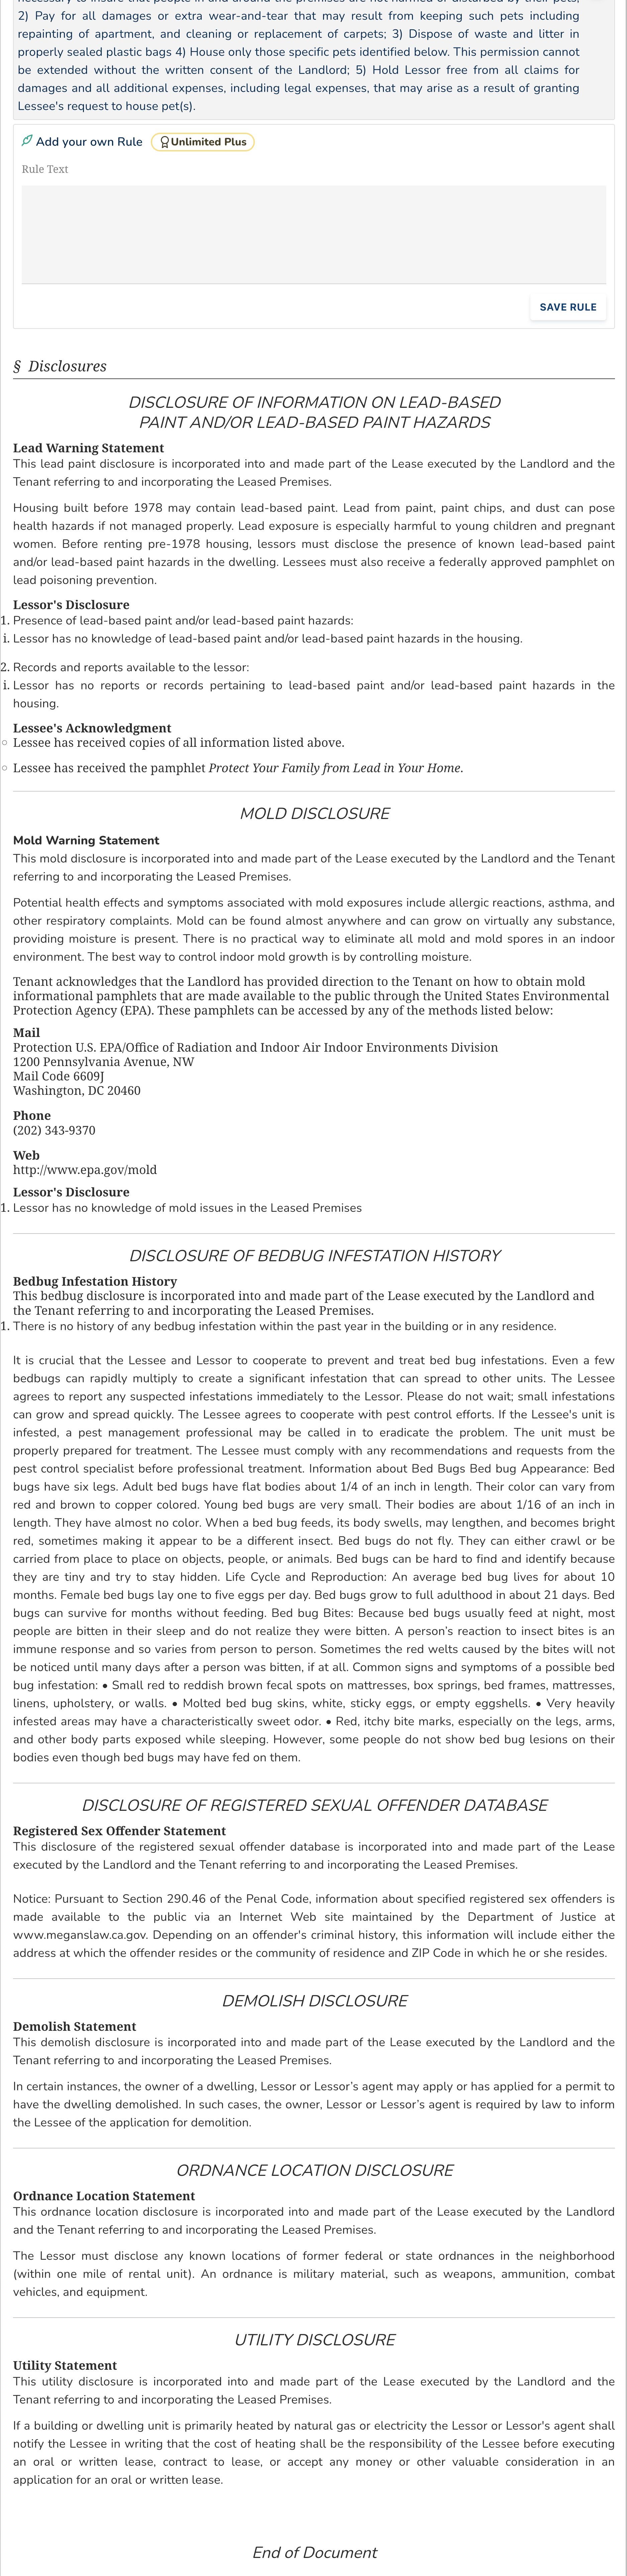 necessary to insure that people in and around the premises are not harmed or disturbed by their pets;
2) Pay for all damages or extra wear-and-tear that may result from keeping such pets including
repainting of apartment, and cleaning or replacement of carpets; 3) Dispose of waste and litter in
properly sealed plastic bags 4) House only those specific pets identified below. This permission cannot
be extended without the written consent of the Landlord; 5) Hold Lessor free from all claims for
damages and all additional expenses, including legal expenses, that may arise as a result of granting
Lessee's request to house pet(s).
Add your own Rule Unlimited Plus
Rule Text
SAVE RULE
§ Disclosures
DISCLOSURE OF INFORMATION ON LEAD-BASED
PAINT AND/OR LEAD-BASED PAINT HAZARDS
Lead Warning Statement
This lead paint disclosure is incorporated into and made part of the Lease executed by the Landlord and the
Tenant referring to and incorporating the Leased Premises.
Housing built before 1978 may contain lead-based paint. Lead from paint, paint chips, and dust can pose
health hazards if not managed properly. Lead exposure is especially harmful to young children and pregnant
women. Before renting pre-1978 housing, lessors must disclose the presence of known lead-based paint
and/or lead-based paint hazards in the dwelling. Lessees must also receive a federally approved pamphlet on
lead poisoning prevention.
Lessor's Disclosure
1. Presence of lead-based paint and/or lead-based paint hazards:
i. Lessor has no knowledge of lead-based paint and/or lead-based paint hazards in the housing.
2. Records and reports available to the lessor:
i. Lessor has no reports or records pertaining to lead-based paint and/or lead-based paint hazards in the
housing.
Lessee's Acknowledgment
○ Lessee has received copies of all information listed above.
○ Lessee has received the pamphlet Protect Your Family from Lead in Your Home.
MOLD DISCLOSURE
Mold Warning Statement
This mold disclosure is incorporated into and made part of the Lease executed by the Landlord and the Tenant
referring to and incorporating the Leased Premises.
Potential health effects and symptoms associated with mold exposures include allergic reactions, asthma, and
other respiratory complaints. Mold can be found almost anywhere and can grow on virtually any substance,
providing moisture is present. There is no practical way to eliminate all mold and mold spores in an indoor
environment. The best way to control indoor mold growth is by controlling moisture.
Tenant acknowledges that the Landlord has provided direction to the Tenant on how to obtain mold
informational pamphlets that are made available to the public through the United States Environmental
Protection Agency (EPA). These pamphlets can be accessed by any of the methods listed below:
Mail
Protection U.S. EPA/Office of Radiation and Indoor Air Indoor Environments Division
1200 Pennsylvania Avenue, NW
Mail Code 6609J
Washington, DC 20460
Phone
(202) 343-9370
Web
http://www.epa.gov/mold
Lessor's Disclosure
1. Lessor has no knowledge of mold issues in the Leased Premises
DISCLOSURE OF BEDBUG INFESTATION HISTORY
Bedbug Infestation History
This bedbug disclosure is incorporated into and made part of the Lease executed by the Landlord and
the Tenant referring to and incorporating the Leased Premises.
1. There is no history of any bedbug infestation within the past year in the building or in any residence.
It is crucial that the Lessee and Lessor to cooperate to prevent and treat bed bug infestations. Even a few
bedbugs can rapidly multiply to create a significant infestation that can spread to other units. The Lessee
agrees to report any suspected infestations immediately to the Lessor. Please do not wait; small infestations
can grow and spread quickly. The Lessee agrees to cooperate with pest control efforts. If the Lessee's unit is
infested, a pest management professional may be called in to eradicate the problem. The unit must be
properly prepared for treatment. The Lessee must comply with any recommendations and requests from the
pest control specialist before professional treatment. Information about Bed Bugs Bed bug Appearance: Bed
bugs have six legs. Adult bed bugs have flat bodies about 1/4 of an inch in length. Their color can vary from
red and brown to copper colored. Young bed bugs are very small. Their bodies are about 1/16 of an inch in
length. They have almost no color. When a bed bug feeds, its body swells, may lengthen, and becomes bright
red, sometimes making it appear to be a different insect. Bed bugs do not fly. They can either crawl or be
carried from place to place on objects, people, or animals. Bed bugs can be hard to find and identify because
they are tiny and try to stay hidden. Life Cycle and Reproduction: An average bed bug lives for about 10
months. Female bed bugs lay one to five eggs per day. Bed bugs grow to full adulthood in about 21 days. Bed
bugs can survive for months without feeding. Bed bug Bites: Because bed bugs usually feed at night, most
people are bitten in their sleep and do not realize they were bitten. A person’s reaction to insect bites is an
immune response and so varies from person to person. Sometimes the red welts caused by the bites will not
be noticed until many days after a person was bitten, if at all. Common signs and symptoms of a possible bed
bug infestation: • Small red to reddish brown fecal spots on mattresses, box springs, bed frames, mattresses,
linens, upholstery, or walls. • Molted bed bug skins, white, sticky eggs, or empty eggshells. • Very heavily
infested areas may have a characteristically sweet odor. • Red, itchy bite marks, especially on the legs, arms,
and other body parts exposed while sleeping. However, some people do not show bed bug lesions on their
bodies even though bed bugs may have fed on them.
DISCLOSURE OF REGISTERED SEXUAL OFFENDER DATABASE
Registered Sex Offender Statement
This disclosure of the registered sexual offender database is incorporated into and made part of the Lease
executed by the Landlord and the Tenant referring to and incorporating the Leased Premises.
Notice: Pursuant to Section 290.46 of the Penal Code, information about specified registered sex offenders is
made available to the public via an Internet Web site maintained by the Department of Justice at
www.meganslaw.ca.gov. Depending on an offender's criminal history, this information will include either the
address at which the offender resides or the community of residence and ZIP Code in which he or she resides.
DEMOLISH DISCLOSURE
Demolish Statement
This demolish disclosure is incorporated into and made part of the Lease executed by the Landlord and the
Tenant referring to and incorporating the Leased Premises.
In certain instances, the owner of a dwelling, Lessor or Lessor’s agent may apply or has applied for a permit to
have the dwelling demolished. In such cases, the owner, Lessor or Lessor’s agent is required by law to inform
the Lessee of the application for demolition.
ORDNANCE LOCATION DISCLOSURE
Ordnance Location Statement
This ordnance location disclosure is incorporated into and made part of the Lease executed by the Landlord
and the Tenant referring to and incorporating the Leased Premises.
The Lessor must disclose any known locations of former federal or state ordnances in the neighborhood
(within one mile of rental unit). An ordnance is military material, such as weapons, ammunition, combat
vehicles, and equipment.
UTILITY DISCLOSURE
Utility Statement
This utility disclosure is incorporated into and made part of the Lease executed by the Landlord and the
Tenant referring to and incorporating the Leased Premises.
If a building or dwelling unit is primarily heated by natural gas or electricity the Lessor or Lessor's agent shall
notify the Lessee in writing that the cost of heating shall be the responsibility of the Lessee before executing
an oral or written lease, contract to lease, or accept any money or other valuable consideration in an
application for an oral or written lease.
End of Document